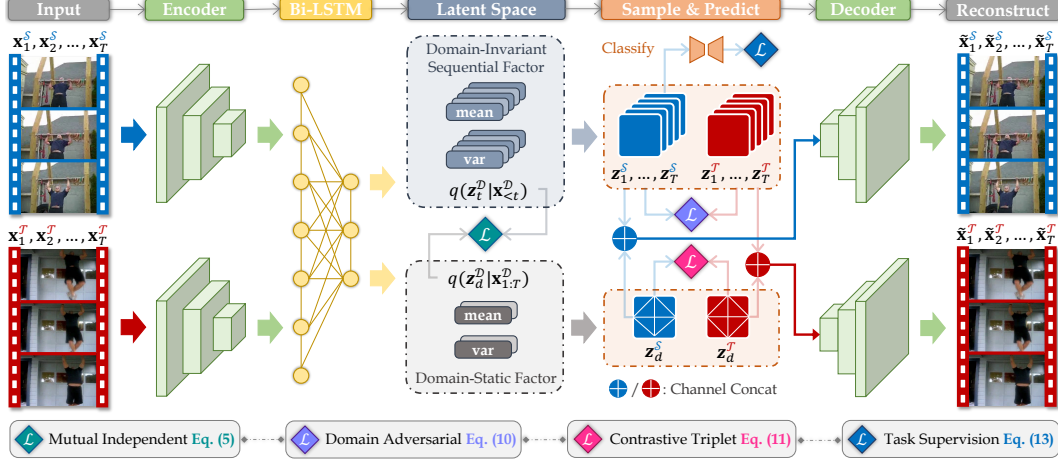 Input
Encoder
Bi-LSTM
Latent Space
Sample & Predict
Decoder
Reconstruct
𝐱₁^𝒮, 𝐱₂^𝒮, ..., 𝐱_T^𝒮
Domain-Invariant
Sequential Factor
mean
var
q(𝒛_t^𝒟|𝐱_{<t}^𝒟)
ℒ
q(𝒛_d^𝒟|𝐱_{1:T}^𝒟)
mean
var
Domain-Static Factor
Classify
ℒ
𝒛₁^𝒮, ..., 𝒛_T^𝒮
𝒛₁^𝒯, ..., 𝒛_T^𝒯
ℒ
ℒ
𝒛_d^𝒮
𝒛_d^𝒯
/ : Channel Concat
x̃₁^𝒮, x̃₂^𝒮, ..., x̃_T^𝒮
𝐱₁^𝒯, 𝐱₂^𝒯, ..., 𝐱_T^𝒯
x̃₁^𝒯, x̃₂^𝒯, ..., x̃_T^𝒯
ℒ Mutual Independent Eq. (5)
ℒ Domain Adversarial Eq. (10)
ℒ Contrastive Triplet Eq. (11)
ℒ Task Supervision Eq. (13)